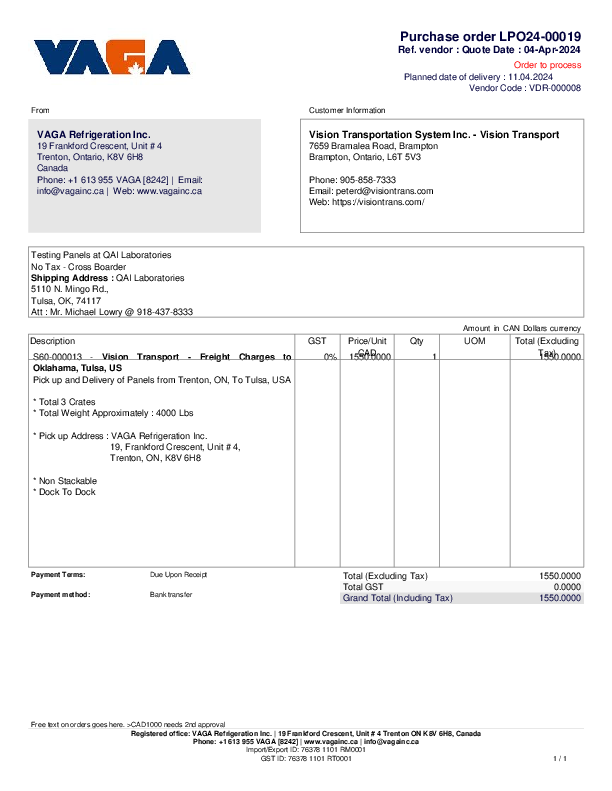 VAGA
Purchase order LPO24-00019
Ref. vendor : Quote Date : 04-Apr-2024
Order to process
Planned date of delivery : 11.04.2024
Vendor Code : VDR-000008
From
Customer Information
VAGA Refrigeration Inc.
19 Frankford Crescent, Unit # 4
Trenton, Ontario, K8V 6H8
Canada
Phone: +1 613 955 VAGA [8242] | Email:
info@vagainc.ca | Web: www.vagainc.ca
Vision Transportation System Inc. - Vision Transport
7659 Bramalea Road, Brampton
Brampton, Ontario, L6T 5V3
Phone: 905-858-7333
Email: peterd@visiontrans.com
Web: https://visiontrans.com/
Testing Panels at QAI Laboratories
No Tax - Cross Boarder
Shipping Address : QAI Laboratories
5110 N. Mingo Rd.,
Tulsa, OK, 74117
Att : Mr. Michael Lowry @ 918-437-8333
Amount in CAN Dollars currency
Description GST Price/Unit CAD Qty UOM Total (Excluding Tax)
S60-000013 - Vision Transport - Freight Charges to 0% 1550.0000 1 1550.0000
Oklahama, Tulsa, US
Pick up and Delivery of Panels from Trenton, ON, To Tulsa, USA
* Total 3 Crates
* Total Weight Approximately : 4000 Lbs
* Pick up Address : VAGA Refrigeration Inc.
19, Frankford Crescent, Unit # 4,
Trenton, ON, K8V 6H8
* Non Stackable
* Dock To Dock
Payment Terms: Due Upon Receipt
Payment method: Bank transfer
Total (Excluding Tax) 1550.0000
Total GST 0.0000
Grand Total (Including Tax) 1550.0000
Free text on orders goes here. >CAD1000 needs 2nd approval
Registered office: VAGA Refrigeration Inc. | 19 Frankford Crescent, Unit # 4 Trenton ON K8V 6H8, Canada
Phone: +1 613 955 VAGA [8242] | www.vagainc.ca | info@vagainc.ca
Import/Export ID: 76378 1101 RM0001
GST ID: 76378 1101 RT0001
1 / 1